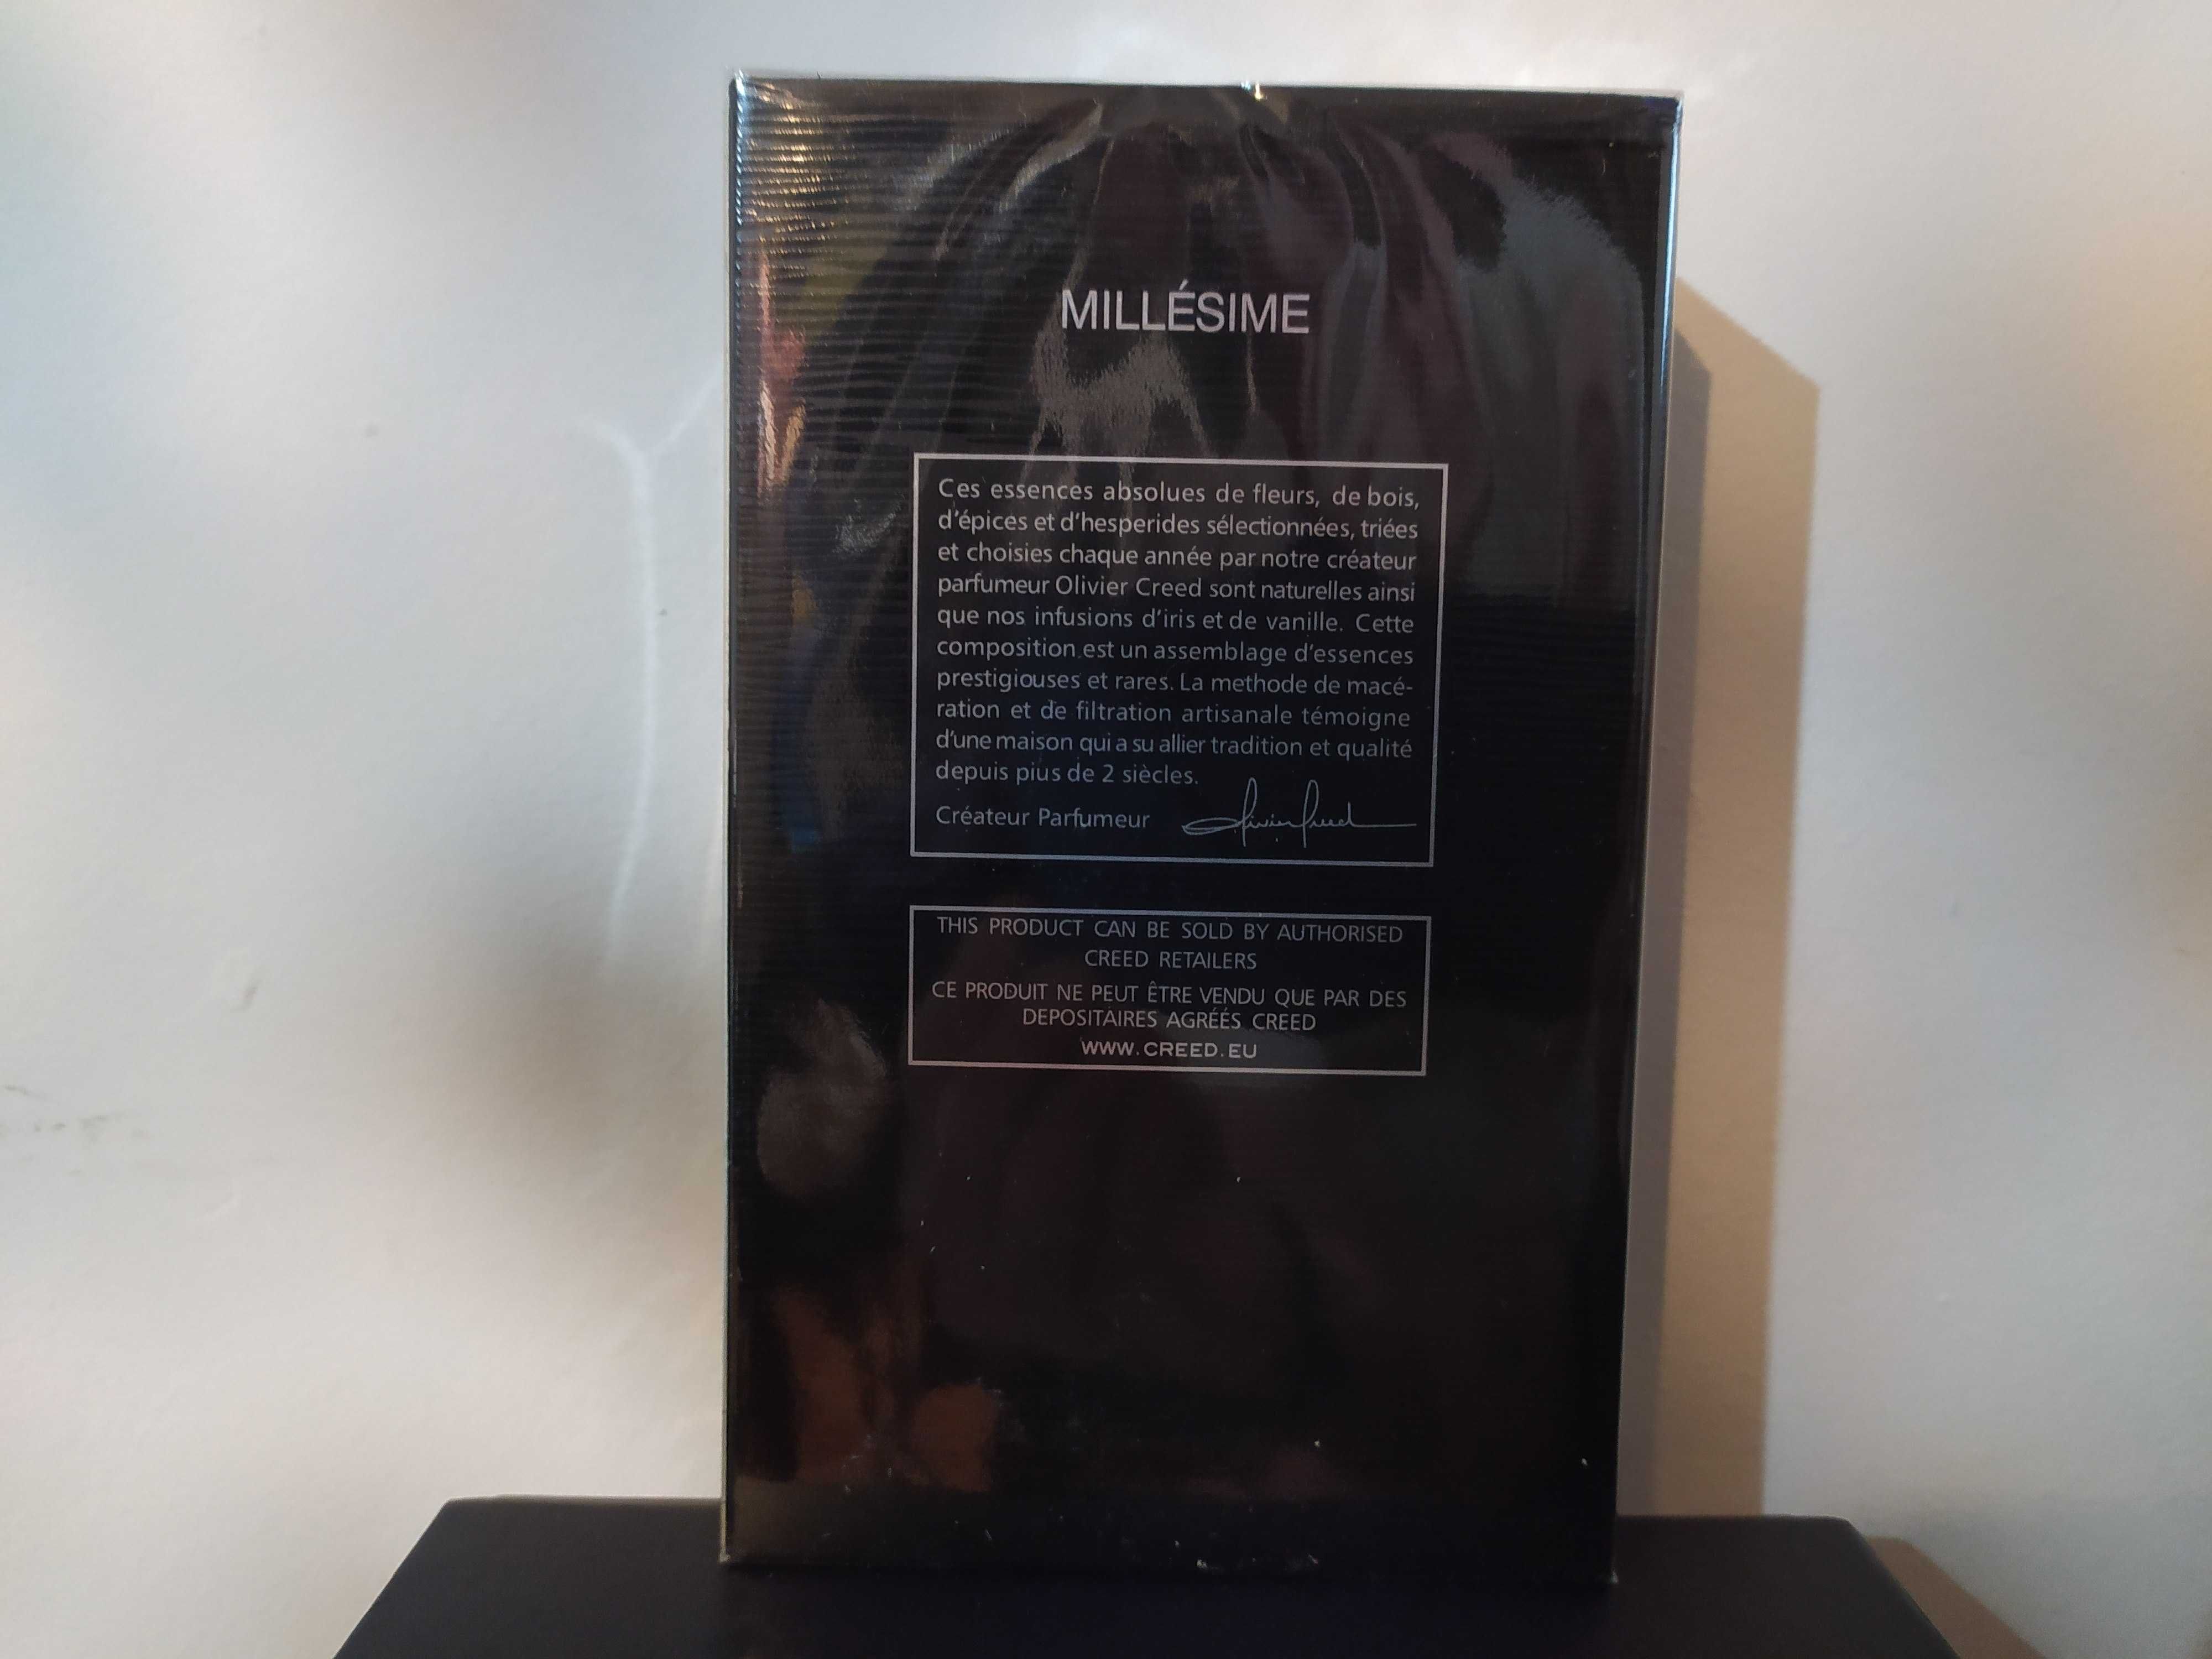 MILLÉSIME
Ces essences absolues de fleurs, de bois,
d'épices et d'hesperides sélectionnées, triées
et choisies chaque année par notre créateur
parfumeur Olivier Creed sont naturelles ainsi
que nos infusions d'iris et de vanille. Cette
composition est un assemblage d'essences
prestigiouses et rares. La methode de macé-
ration et de filtration artisanale témoigne
d'une maison qui a su allier tradition et qualité
depuis pius de 2 siècles.
Créateur Parfumeur Olivier Creed
THIS PRODUCT CAN BE SOLD BY AUTHORISED
CREED RETAILERS
CE PRODUIT NE PEUT ÊTRE VENDU QUE PAR DES
DEPOSITAIRES AGRÉÉS CREED
WWW.CREED.EU